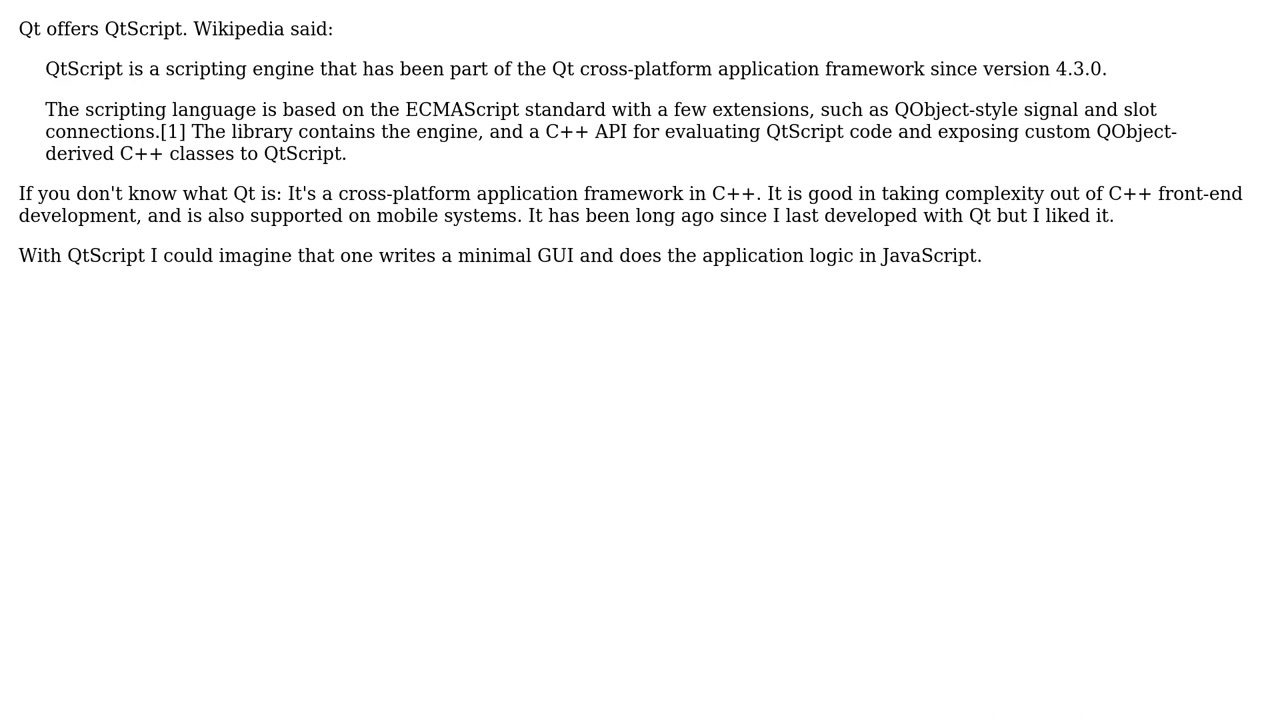 Qt offers QtScript. Wikipedia said:
QtScript is a scripting engine that has been part of the Qt cross-platform application framework since version 4.3.0.
The scripting language is based on the ECMAScript standard with a few extensions, such as QObject-style signal and slot
connections.[1] The library contains the engine, and a C++ API for evaluating QtScript code and exposing custom QObject-
derived C++ classes to QtScript.
If you don't know what Qt is: It's a cross-platform application framework in C++. It is good in taking complexity out of C++ front-end
development, and is also supported on mobile systems. It has been long ago since I last developed with Qt but I liked it.
With QtScript I could imagine that one writes a minimal GUI and does the application logic in JavaScript.